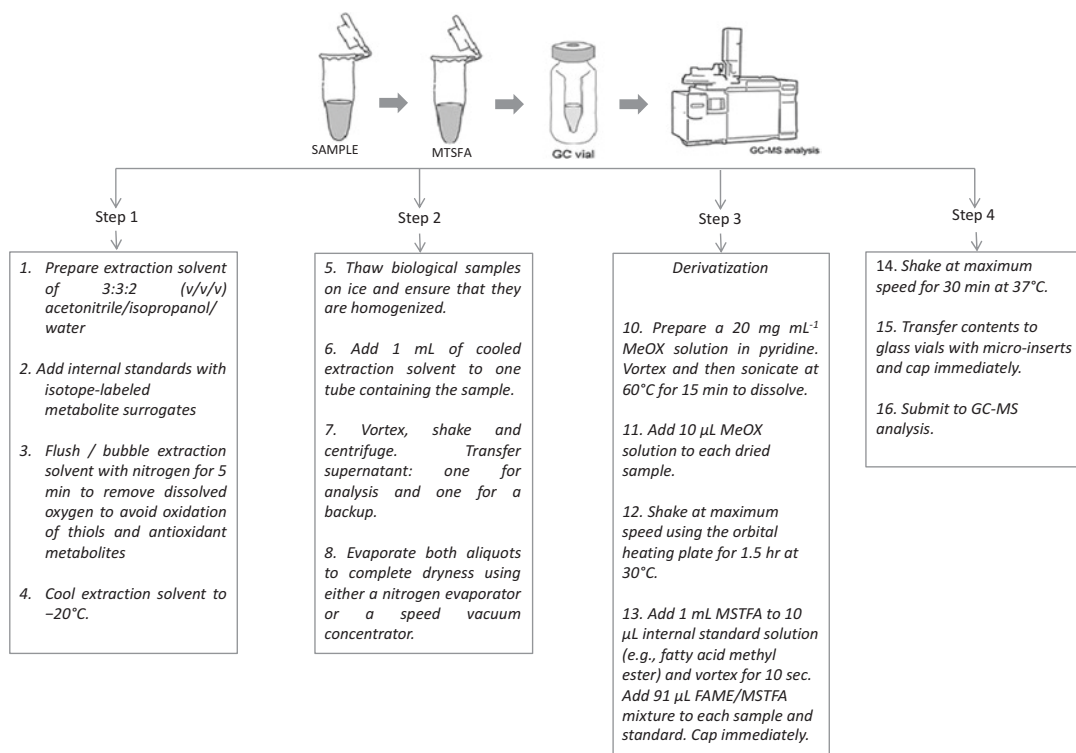 SAMPLE
MTSFA
GC vial
GC-MS analysis
Step 1
1. Prepare extraction solvent
of 3:3:2 (v/v/v)
acetonitrile/isopropanol/
water
2. Add internal standards with
isotope-labeled
metabolite surrogates
3. Flush / bubble extraction
solvent with nitrogen for 5
min to remove dissolved
oxygen to avoid oxidation
of thiols and antioxidant
metabolites
4. Cool extraction solvent to
−20°C.
Step 2
5. Thaw biological samples
on ice and ensure that they
are homogenized.
6. Add 1 mL of cooled
extraction solvent to one
tube containing the sample.
7. Vortex, shake and
centrifuge. Transfer
supernatant: one for
analysis and one for a
backup.
8. Evaporate both aliquots
to complete dryness using
either a nitrogen evaporator
or a speed vacuum
concentrator.
Step 3
Derivatization
10. Prepare a 20 mg mL⁻¹
MeOX solution in pyridine.
Vortex and then sonicate at
60°C for 15 min to dissolve.
11. Add 10 µL MeOX
solution to each dried
sample.
12. Shake at maximum
speed using the orbital
heating plate for 1.5 hr at
30°C.
13. Add 1 mL MSTFA to 10
µL internal standard solution
(e.g., fatty acid methyl
ester) and vortex for 10 sec.
Add 91 µL FAME/MSTFA
mixture to each sample and
standard. Cap immediately.
Step 4
14. Shake at maximum
speed for 30 min at 37°C.
15. Transfer contents to
glass vials with micro-inserts
and cap immediately.
16. Submit to GC-MS
analysis.